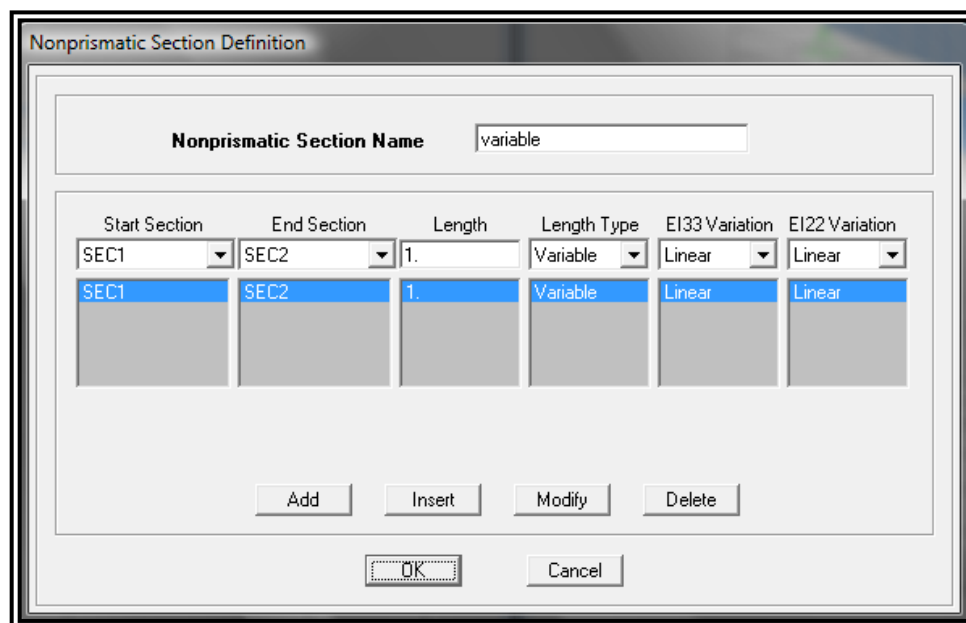 Nonprismatic Section Definition
Nonprismatic Section Name variable
Start Section End Section Length Length Type EI33 Variation EI22 Variation
SEC1 SEC2 1. Variable Linear Linear
SEC1 SEC2 1. Variable Linear Linear
Add Insert Modify Delete
OK Cancel